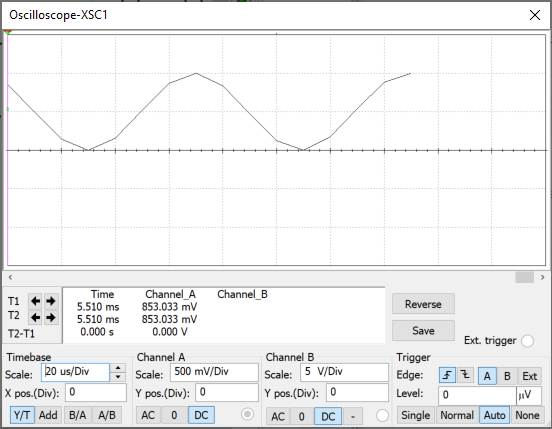 Oscilloscope-XSC1
Time Channel_A Channel_B
T1 5.510 ms 853.033 mV
T2 5.510 ms 853.033 mV
T2-T1 0.000 s 0.000 V
Reverse
Save
Ext. trigger
Timebase Channel A Channel B Trigger
Scale: 20 us/Div Scale: 500 mV/Div Scale: 5 V/Div Edge: A B Ext
X pos.(Div): 0 Y pos.(Div): 0 Y pos.(Div): 0 Level: 0 µV
Y/T Add B/A A/B AC 0 DC AC 0 DC - Single Normal Auto None